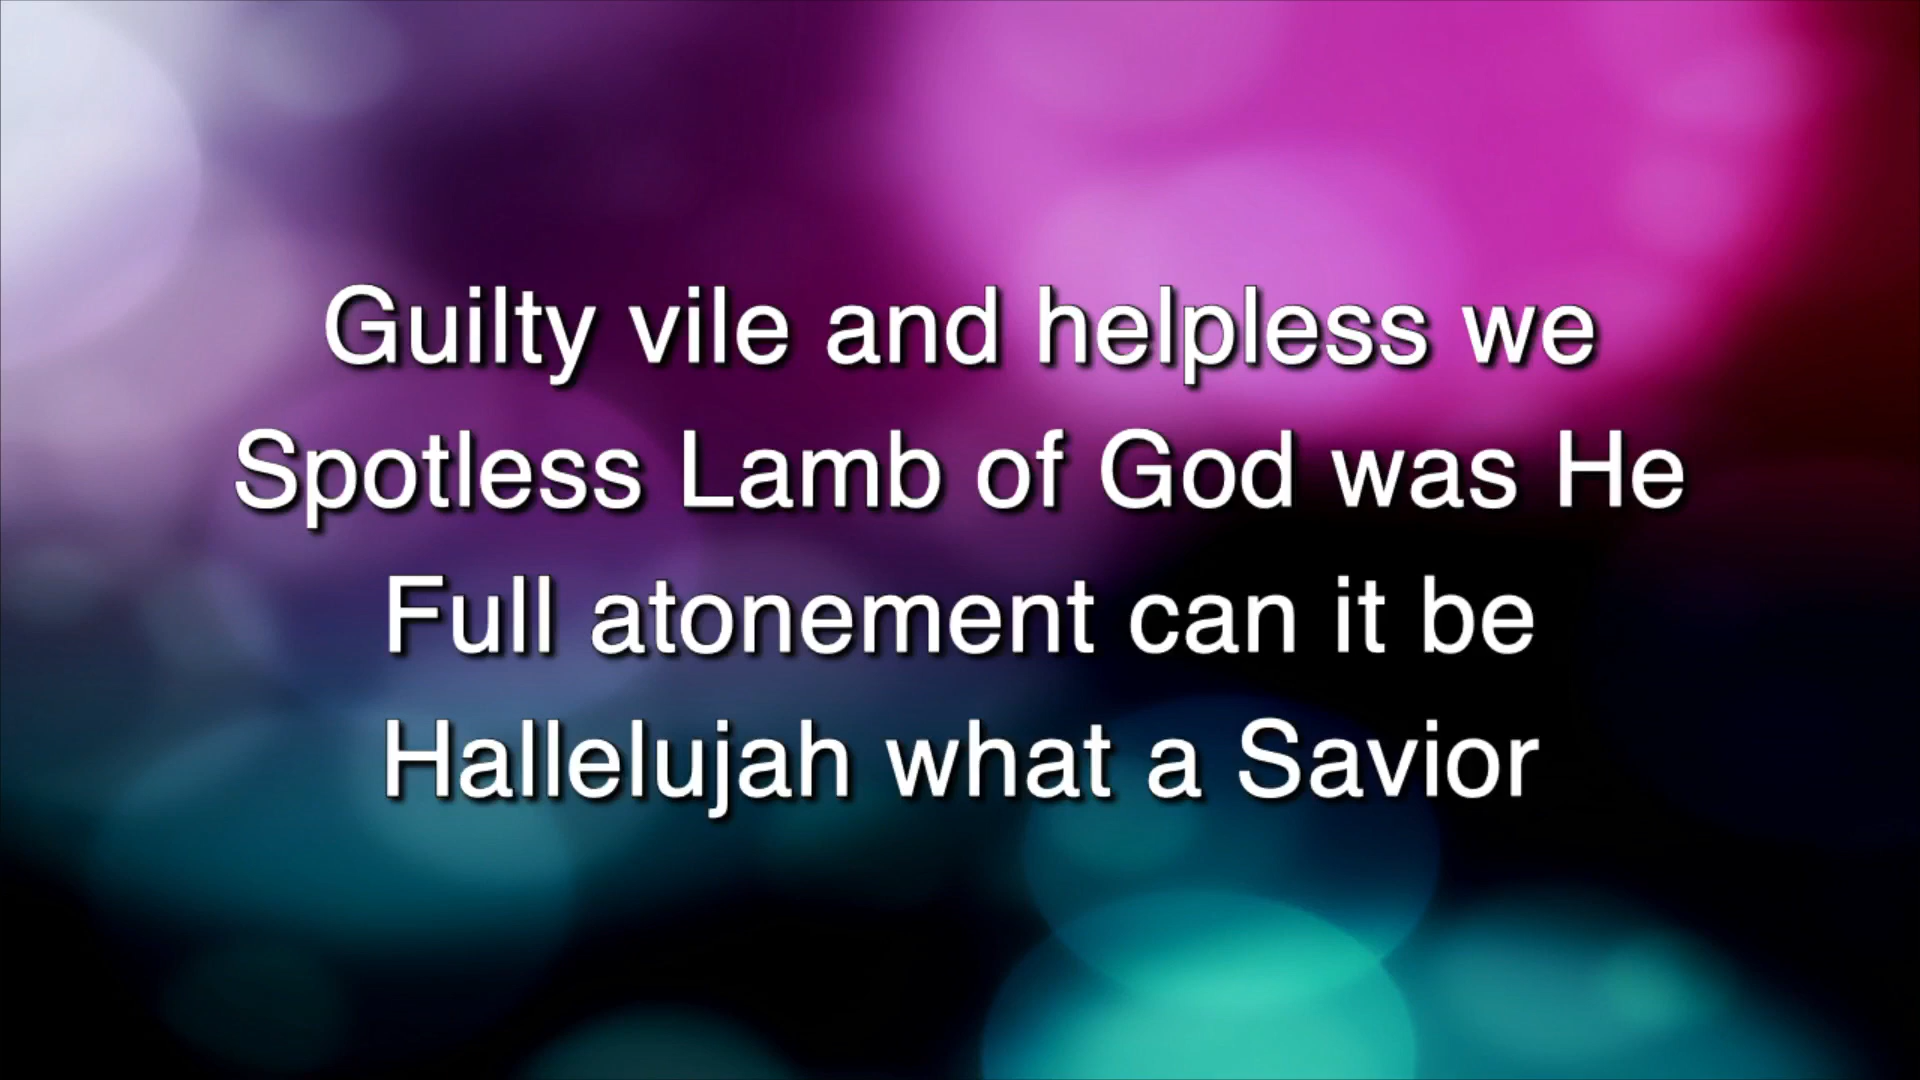 Guilty vile and helpless we
Spotless Lamb of God was He
Full atonement can it be
Hallelujah what a Savior